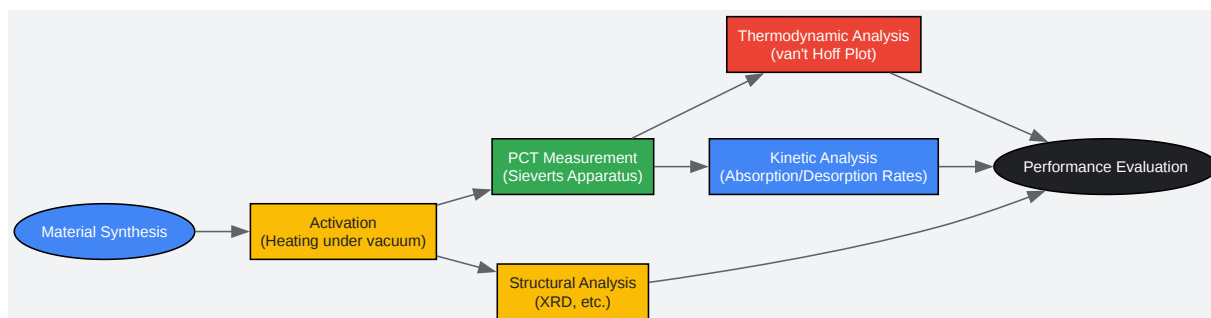 Material Synthesis
Activation
(Heating under vacuum)
PCT Measurement
(Sieverts Apparatus)
Structural Analysis
(XRD, etc.)
Thermodynamic Analysis
(van't Hoff Plot)
Kinetic Analysis
(Absorption/Desorption Rates)
Performance Evaluation